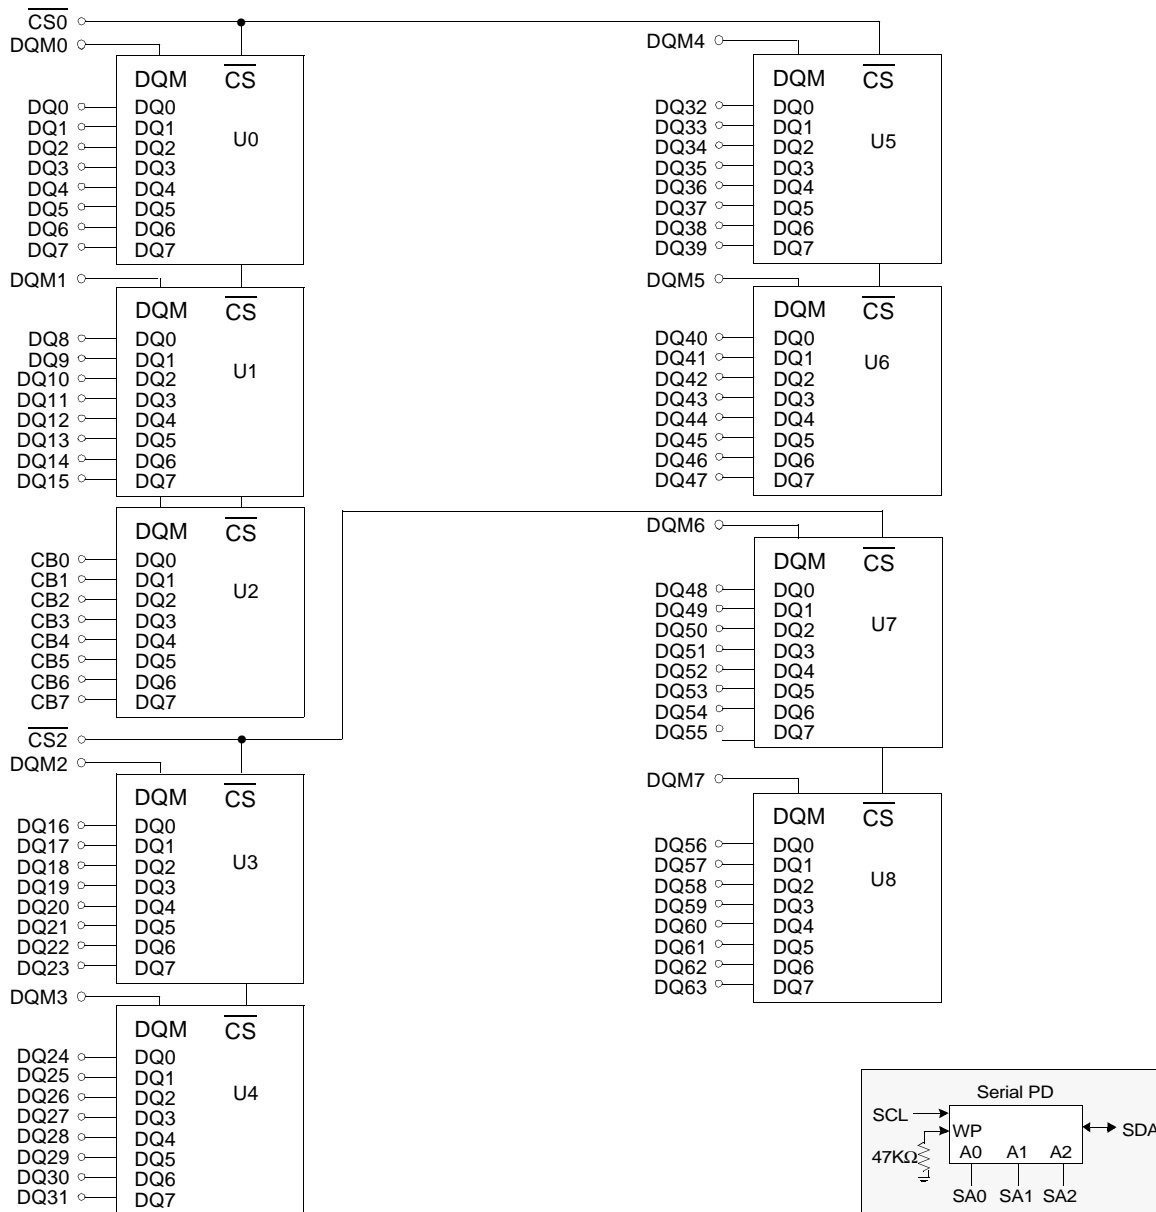 CS0
DQM0
DQM CS
DQ0 DQ0
DQ1 DQ1
DQ2 DQ2
DQ3 DQ3
DQ4 DQ4
DQ5 DQ5
DQ6 DQ6
DQ7 DQ7
U0
DQM1
DQM CS
DQ8 DQ0
DQ9 DQ1
DQ10 DQ2
DQ11 DQ3
DQ12 DQ4
DQ13 DQ5
DQ14 DQ6
DQ15 DQ7
U1
DQM CS
CB0 DQ0
CB1 DQ1
CB2 DQ2
CB3 DQ3
CB4 DQ4
CB5 DQ5
CB6 DQ6
CB7 DQ7
U2
CS2
DQM2
DQM CS
DQ16 DQ0
DQ17 DQ1
DQ18 DQ2
DQ19 DQ3
DQ20 DQ4
DQ21 DQ5
DQ22 DQ6
DQ23 DQ7
U3
DQM3
DQM CS
DQ24 DQ0
DQ25 DQ1
DQ26 DQ2
DQ27 DQ3
DQ28 DQ4
DQ29 DQ5
DQ30 DQ6
DQ31 DQ7
U4
DQM4
DQM CS
DQ32 DQ0
DQ33 DQ1
DQ34 DQ2
DQ35 DQ3
DQ36 DQ4
DQ37 DQ5
DQ38 DQ6
DQ39 DQ7
U5
DQM5
DQM CS
DQ40 DQ0
DQ41 DQ1
DQ42 DQ2
DQ43 DQ3
DQ44 DQ4
DQ45 DQ5
DQ46 DQ6
DQ47 DQ7
U6
DQM6
DQM CS
DQ48 DQ0
DQ49 DQ1
DQ50 DQ2
DQ51 DQ3
DQ52 DQ4
DQ53 DQ5
DQ54 DQ6
DQ55 DQ7
U7
DQM7
DQM CS
DQ56 DQ0
DQ57 DQ1
DQ58 DQ2
DQ59 DQ3
DQ60 DQ4
DQ61 DQ5
DQ62 DQ6
DQ63 DQ7
U8
Serial PD
SCL
WP
SDA
47KΩ
A0 A1 A2
SA0 SA1 SA2